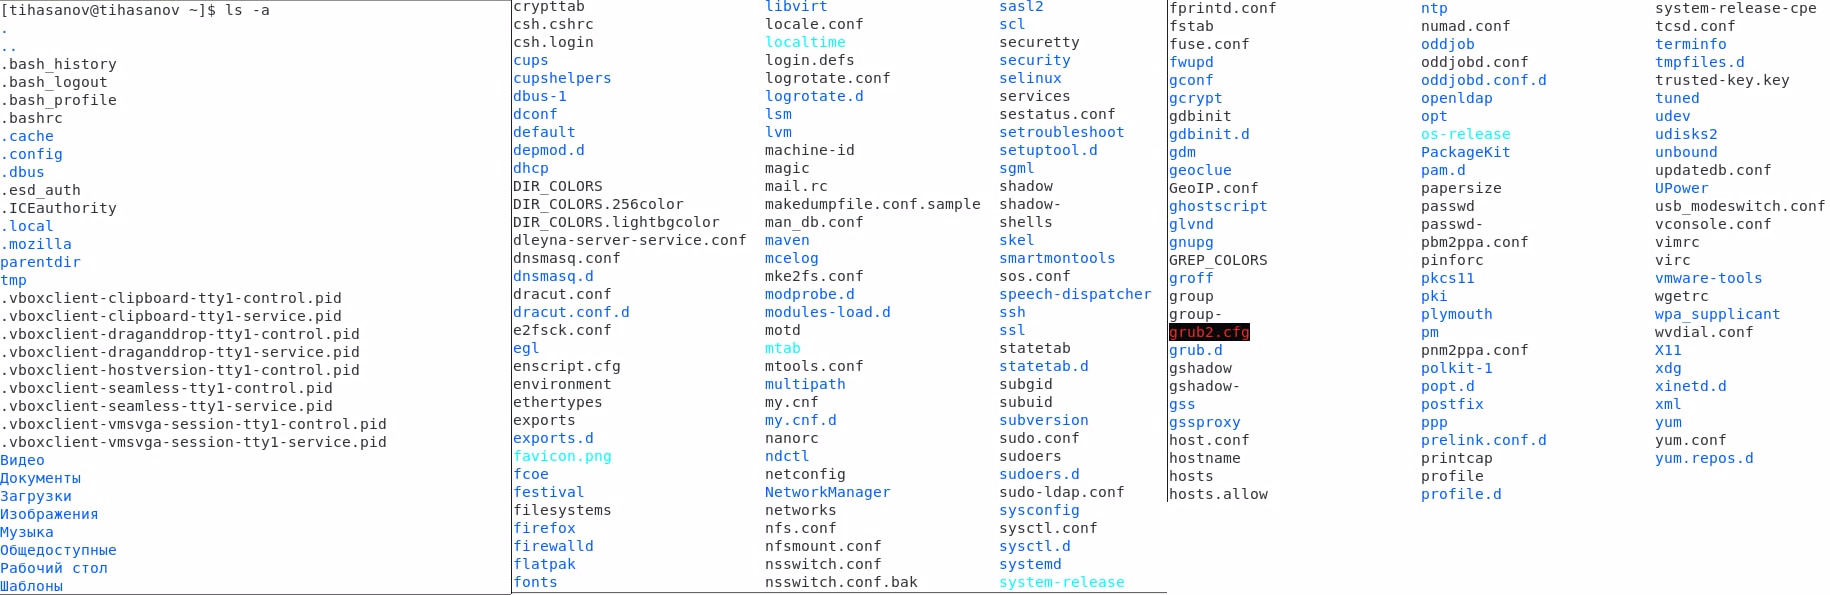 [tihasanov@tihasanov ~]$ ls -a
.
..
.bash_history
.bash_logout
.bash_profile
.bashrc
.cache
.config
.dbus
.esd_auth
.ICEauthority
.local
.mozilla
parentdir
tmp
.vboxclient-clipboard-tty1-control.pid
.vboxclient-clipboard-tty1-service.pid
.vboxclient-draganddrop-tty1-control.pid
.vboxclient-draganddrop-tty1-service.pid
.vboxclient-hostversion-tty1-control.pid
.vboxclient-seamless-tty1-control.pid
.vboxclient-seamless-tty1-service.pid
.vboxclient-vmsvga-session-tty1-control.pid
.vboxclient-vmsvga-session-tty1-service.pid
Видео
Документы
Загрузки
Изображения
Музыка
Общедоступные
Рабочий стол
Шаблоны
crypttab libvirt sasl2
csh.cshrc locale.conf scl
csh.login localtime securetty
cups login.defs security
cupshelpers logrotate.conf selinux
dbus-1 logrotate.d services
dconf lsm sestatus.conf
default lvm setroubleshoot
depmod.d machine-id setuptool.d
dhcp magic sgml
DIR_COLORS mail.rc shadow
DIR_COLORS.256color makedumpfile.conf.sample shadow-
DIR_COLORS.lightbgcolor man_db.conf shells
dleyna-server-service.conf maven skel
dnsmasq.conf mcelog smartmontools
dnsmasq.d mke2fs.conf sos.conf
dracut.conf modprobe.d speech-dispatcher
dracut.conf.d modules-load.d ssh
e2fsck.conf motd ssl
egl mtab statetab
enscript.cfg mtools.conf statetab.d
environment multipath subgid
ethertypes my.cnf subuid
exports my.cnf.d subversion
exports.d nanorc sudo.conf
favicon.png ndctl sudoers
fcoe netconfig sudoers.d
festival NetworkManager sudo-ldap.conf
filesystems networks sysconfig
firefox nfs.conf sysctl.conf
firewalld nfsmount.conf sysctl.d
flatpak nsswitch.conf systemd
fonts nsswitch.conf.bak system-release
fprintd.conf ntp system-release-cpe
fstab numad.conf tcsd.conf
fuse.conf oddjob terminfo
fwupd oddjobd.conf tmpfiles.d
gconf oddjobd.conf.d trusted-key.key
gcrypt openldap tuned
gdbinit opt udev
gdbinit.d os-release udisks2
gdm PackageKit unbound
geoclue pam.d updatedb.conf
GeoIP.conf papersize UPower
ghostscript passwd usb_modeswitch.conf
glvnd passwd- vconsole.conf
gnupg pbm2ppa.conf vimrc
GREP_COLORS pinforc virc
groff pkcs11 vmware-tools
group pki wgetrc
group- plymouth wpa_supplicant
grub2.cfg pm wvdial.conf
grub.d pnm2ppa.conf X11
gshadow polkit-1 xdg
gshadow- popt.d xinetd.d
gss postfix xml
gssproxy ppp yum
host.conf prelink.conf.d yum.conf
hostname printcap yum.repos.d
hosts profile
hosts.allow profile.d